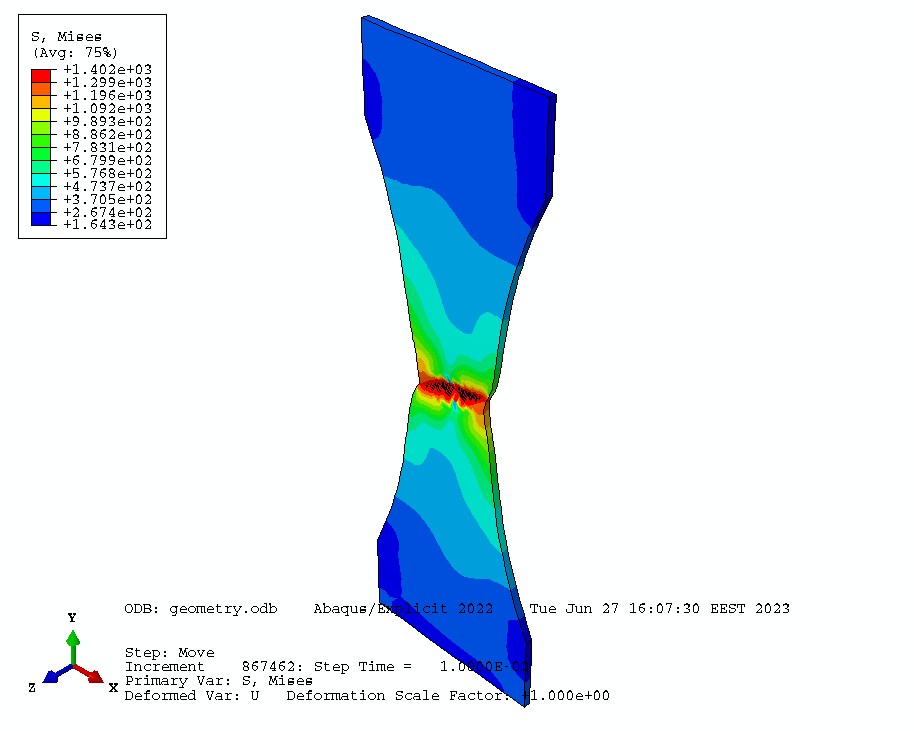 S, Mises
(Avg: 75%)
+1.402e+03
+1.299e+03
+1.196e+03
+1.092e+03
+9.893e+02
+8.862e+02
+7.831e+02
+6.799e+02
+5.768e+02
+4.737e+02
+3.705e+02
+2.674e+02
+1.643e+02
ODB: geometry.odb Abaqus/Explicit 2022 Tue Jun 27 16:07:30 EEST 2023
Y
Z
X
Step: Move
Increment 867462: Step Time = 1.0000E-02
Primary Var: S, Mises
Deformed Var: U Deformation Scale Factor: +1.000e+00